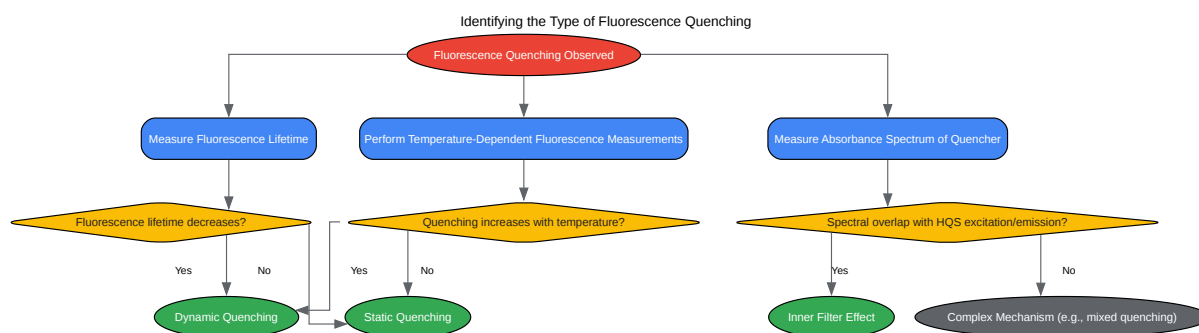 Identifying the Type of Fluorescence Quenching
Fluorescence Quenching Observed
Measure Fluorescence Lifetime
Perform Temperature-Dependent Fluorescence Measurements
Measure Absorbance Spectrum of Quencher
Fluorescence lifetime decreases?
Quenching increases with temperature?
Spectral overlap with HQS excitation/emission?
Yes
No
Yes
No
Yes
No
Dynamic Quenching
Static Quenching
Inner Filter Effect
Complex Mechanism (e.g., mixed quenching)